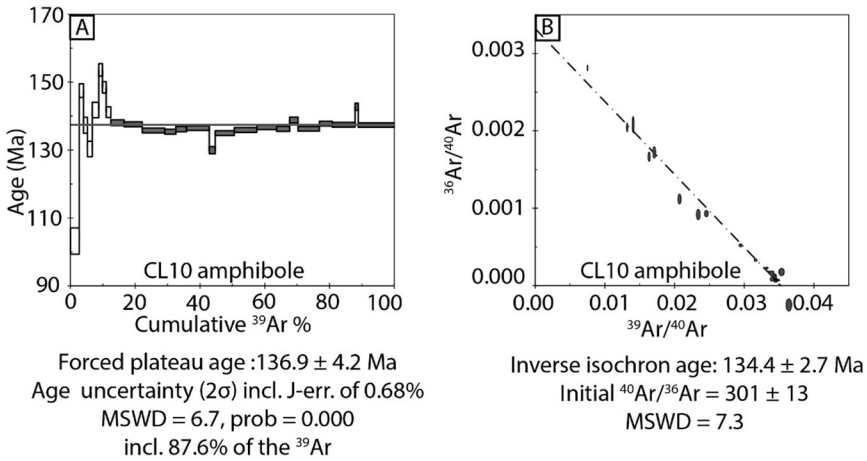 A
170
150
130
110
90
Age (Ma)
CL10 amphibole
0 20 40 60 80 100
Cumulative ³⁹Ar %
Forced plateau age :136.9 ± 4.2 Ma
Age uncertainty (2σ) incl. J-err. of 0.68%
MSWD = 6.7, prob = 0.000
incl. 87.6% of the ³⁹Ar
B
0.003
0.002
0.001
0.000
³⁶Ar/⁴⁰Ar
CL10 amphibole
0.00 0.01 0.02 0.03 0.04
³⁹Ar/⁴⁰Ar
Inverse isochron age: 134.4 ± 2.7 Ma
Initial ⁴⁰Ar/³⁶Ar = 301 ± 13
MSWD = 7.3